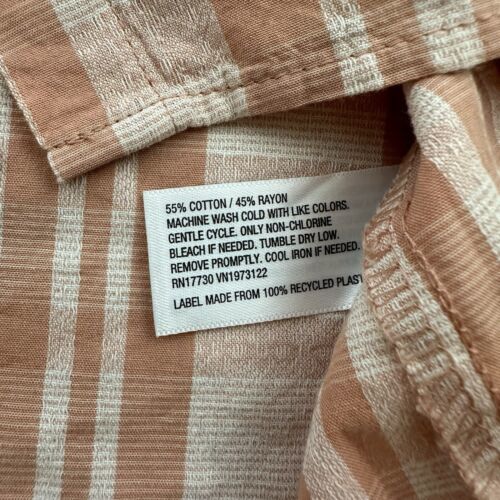 55% COTTON / 45% RAYON
MACHINE WASH COLD WITH LIKE COLORS.
GENTLE CYCLE. ONLY NON-CHLORINE
BLEACH IF NEEDED. TUMBLE DRY LOW.
REMOVE PROMPTLY. COOL IRON IF NEEDED.
RN17730 VN1973122
LABEL MADE FROM 100% RECYCLED PLAST